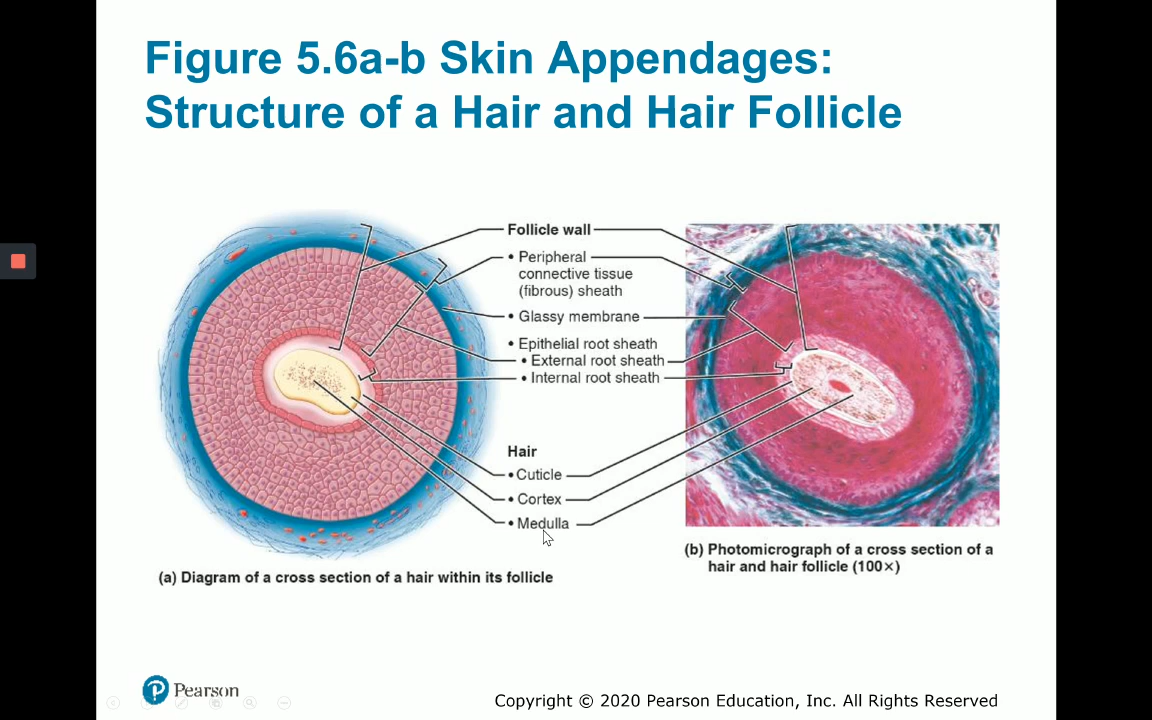 Figure 5.6a-b Skin Appendages:
Structure of a Hair and Hair Follicle
Follicle wall
• Peripheral
connective tissue
(fibrous) sheath
• Glassy membrane
• Epithelial root sheath
• External root sheath
• Internal root sheath
Hair
• Cuticle
• Cortex
• Medulla
(a) Diagram of a cross section of a hair within its follicle
(b) Photomicrograph of a cross section of a
hair and hair follicle (100×)
P Pearson
Copyright © 2020 Pearson Education, Inc. All Rights Reserved